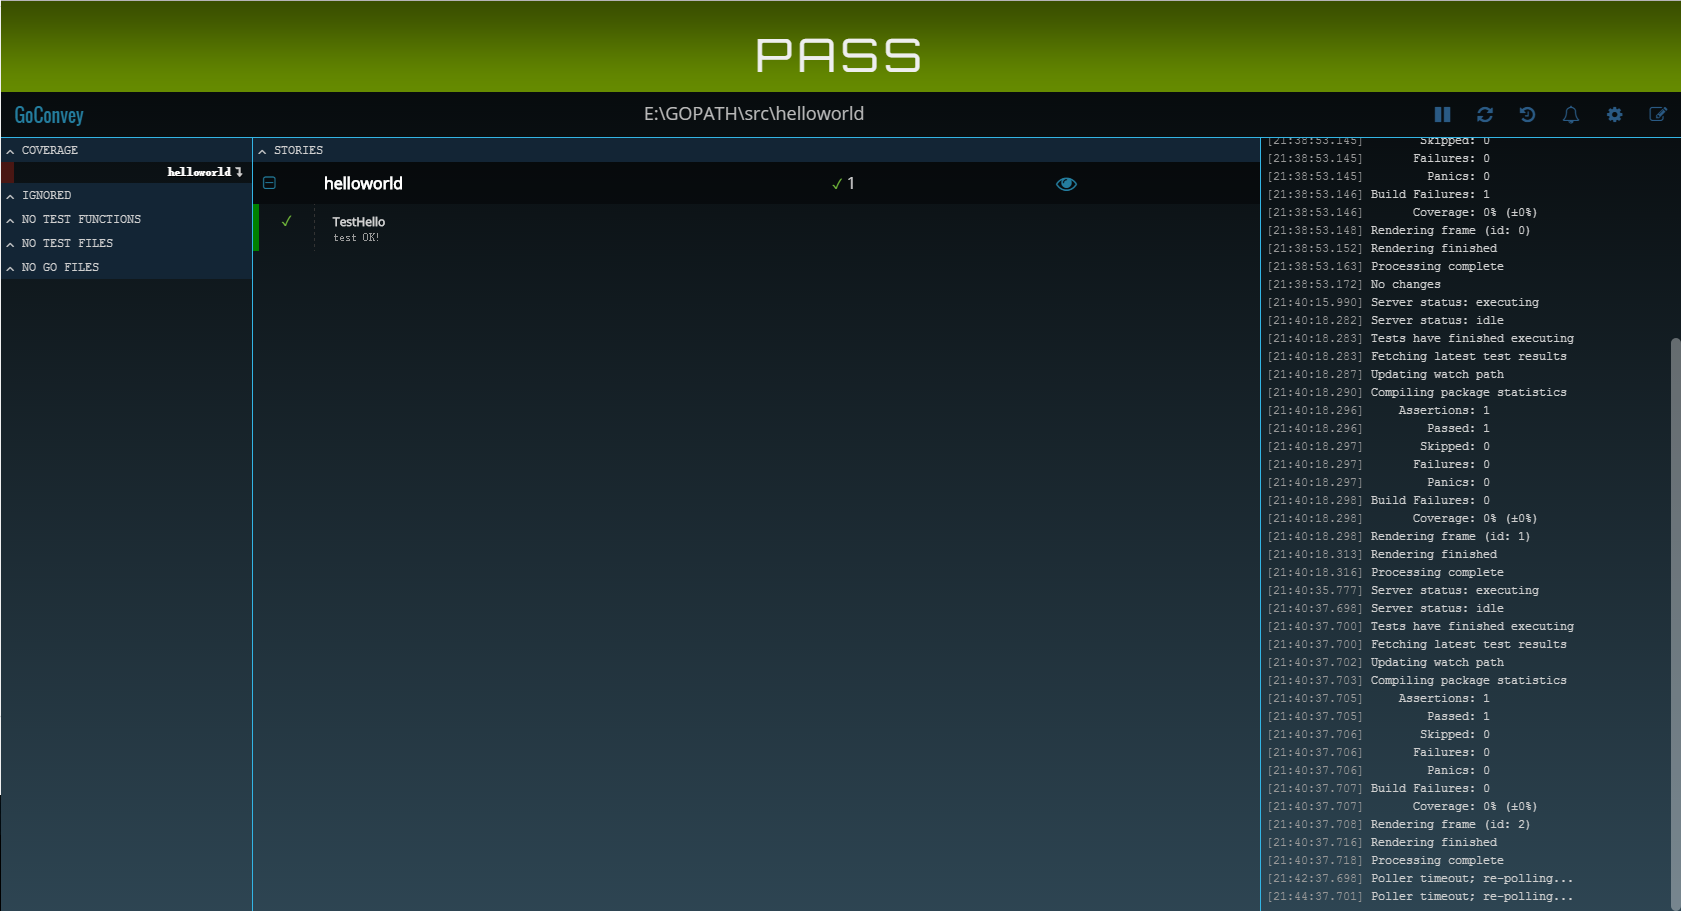 PASS
GoConvey
E:\GOPATH\src\helloworld
COVERAGE
helloworld
IGNORED
NO TEST FUNCTIONS
NO TEST FILES
NO GO FILES
STORIES
helloworld
✓ 1
✓ TestHello
test OK!
[21:38:53.145] Skipped: 0
[21:38:53.145] Failures: 0
[21:38:53.145] Panics: 0
[21:38:53.146] Build Failures: 1
[21:38:53.146] Coverage: 0% (±0%)
[21:38:53.148] Rendering frame (id: 0)
[21:38:53.152] Rendering finished
[21:38:53.163] Processing complete
[21:38:53.172] No changes
[21:40:15.990] Server status: executing
[21:40:18.282] Server status: idle
[21:40:18.283] Tests have finished executing
[21:40:18.283] Fetching latest test results
[21:40:18.287] Updating watch path
[21:40:18.290] Compiling package statistics
[21:40:18.296] Assertions: 1
[21:40:18.296] Passed: 1
[21:40:18.297] Skipped: 0
[21:40:18.297] Failures: 0
[21:40:18.297] Panics: 0
[21:40:18.298] Build Failures: 0
[21:40:18.298] Coverage: 0% (±0%)
[21:40:18.298] Rendering frame (id: 1)
[21:40:18.313] Rendering finished
[21:40:18.316] Processing complete
[21:40:35.777] Server status: executing
[21:40:37.698] Server status: idle
[21:40:37.700] Tests have finished executing
[21:40:37.700] Fetching latest test results
[21:40:37.702] Updating watch path
[21:40:37.703] Compiling package statistics
[21:40:37.705] Assertions: 1
[21:40:37.705] Passed: 1
[21:40:37.706] Skipped: 0
[21:40:37.706] Failures: 0
[21:40:37.706] Panics: 0
[21:40:37.707] Build Failures: 0
[21:40:37.707] Coverage: 0% (±0%)
[21:40:37.708] Rendering frame (id: 2)
[21:40:37.716] Rendering finished
[21:40:37.718] Processing complete
[21:42:37.698] Poller timeout; re-polling...
[21:44:37.701] Poller timeout; re-polling...